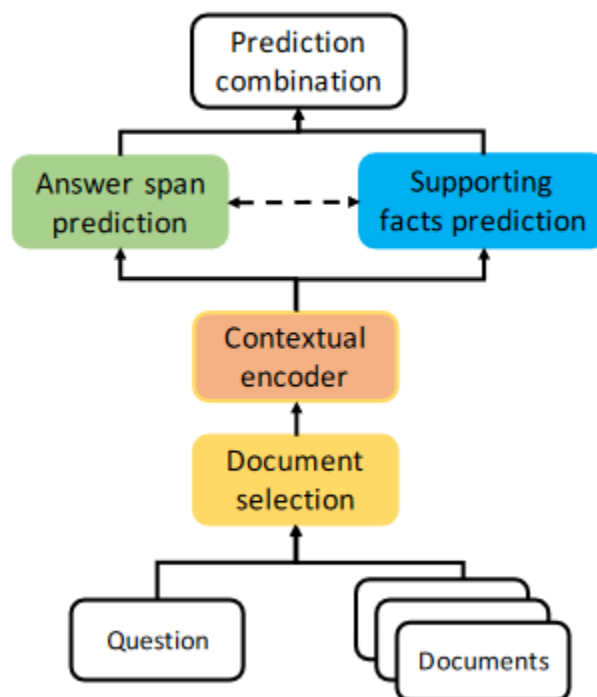 Prediction
combination
Answer span
prediction
Supporting
facts prediction
Contextual
encoder
Document
selection
Question
Documents